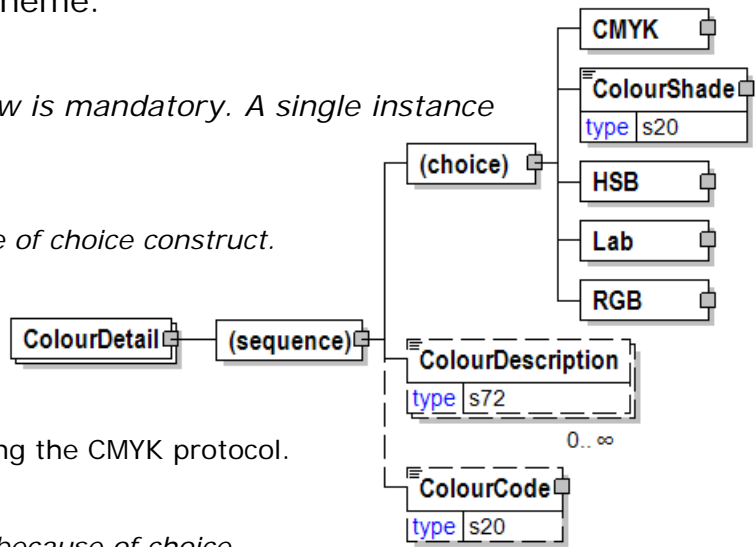 heme.
w is mandatory. A single instance
e of choice construct.
ng the CMYK protocol.
because of choice
ColourDetail
(sequence)
(choice)
CMYK
ColourShade
type s20
HSB
Lab
RGB
ColourDescription
type s72
0.. ∞
ColourCode
type s20